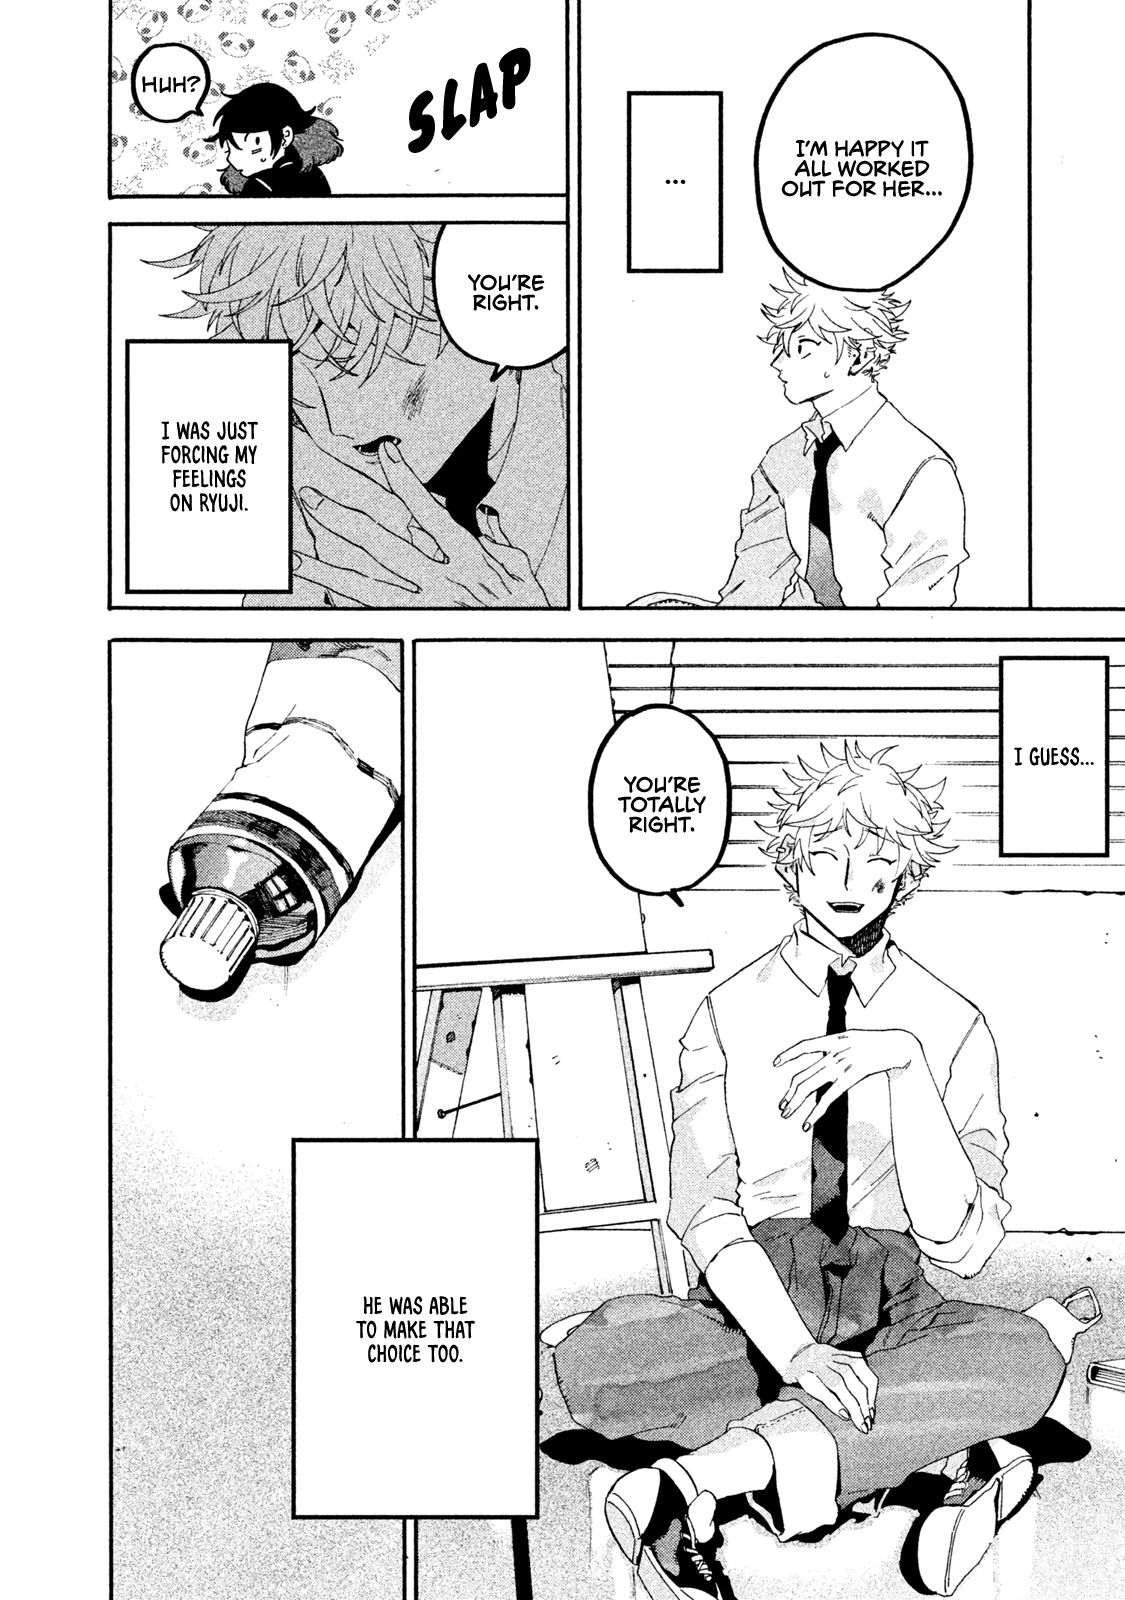 I'M HAPPY IT
ALL WORKED
OUT FOR HER...
...
SLAP
HUH?
YOU'RE
RIGHT.
I WAS JUST
FORCING MY
FEELINGS
ON RYUJI.
I GUESS...
YOU'RE
TOTALLY
RIGHT.
HE WAS ABLE
TO MAKE THAT
CHOICE TOO.